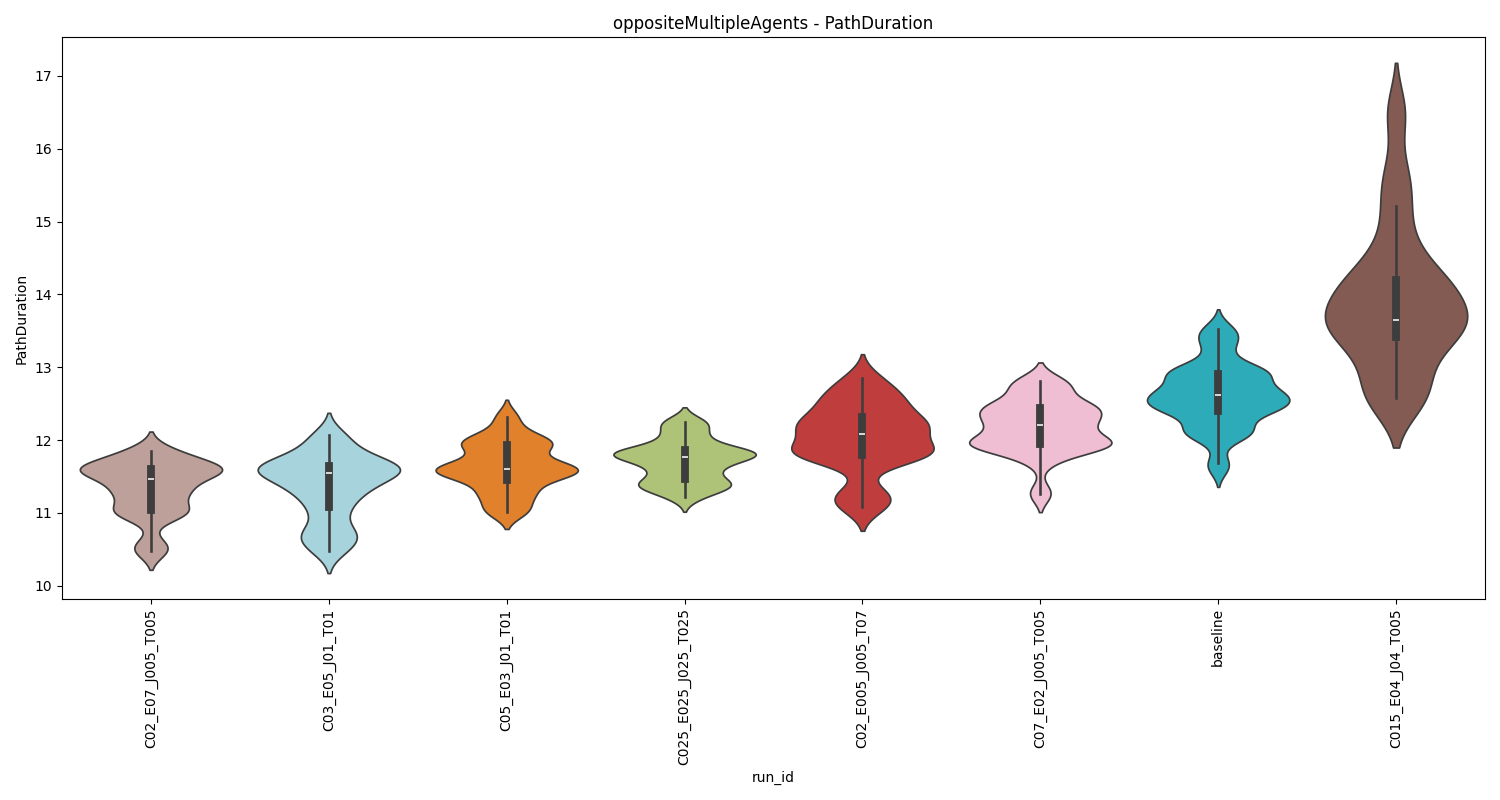 oppositeMultipleAgents - PathDuration
PathDuration
17
16
15
14
13
12
11
10
C02_E07_J005_T005
C03_E05_J01_T01
C05_E03_J01_T01
C025_E025_J025_T025
C02_E005_J005_T07
C07_E02_J005_T005
baseline
C015_E04_J04_T005
run_id